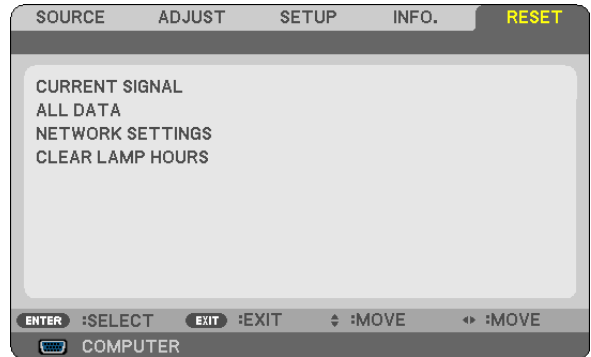 SOURCE ADJUST SETUP INFO. RESET
CURRENT SIGNAL
ALL DATA
NETWORK SETTINGS
CLEAR LAMP HOURS
ENTER :SELECT EXIT :EXIT :MOVE :MOVE
COMPUTER